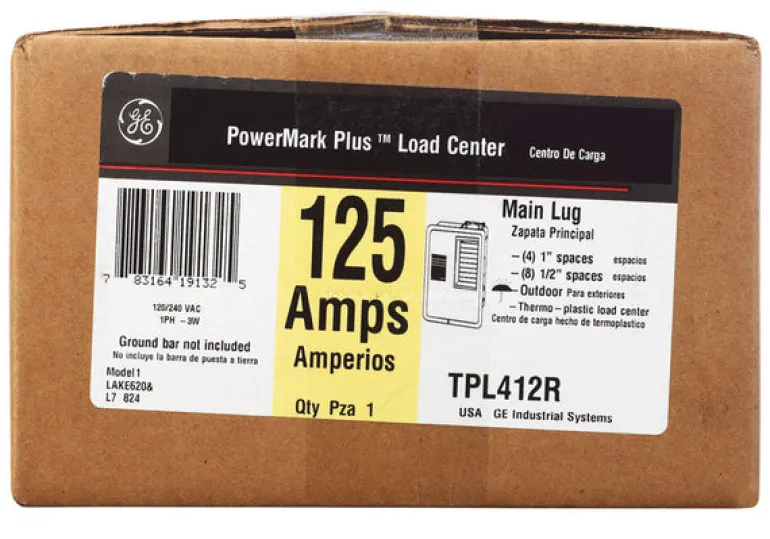 GE
PowerMark Plus ™ Load Center Centro De Carga
7 83164 19132 5
120/240 VAC
1PH – 3W
Ground bar not included
No incluye la barra de puesta a tierra
Model 1
LAKE620&
L7 824
125
Amps
Amperios
Qty Pza 1
Main Lug
Zapata Principal
– (4) 1" spaces espacios
– (8) 1/2" spaces espacios
– Outdoor Para exteriores
– Thermo – plastic load center
Centro de carga hecho de termoplastico
TPL412R
USA GE Industrial Systems